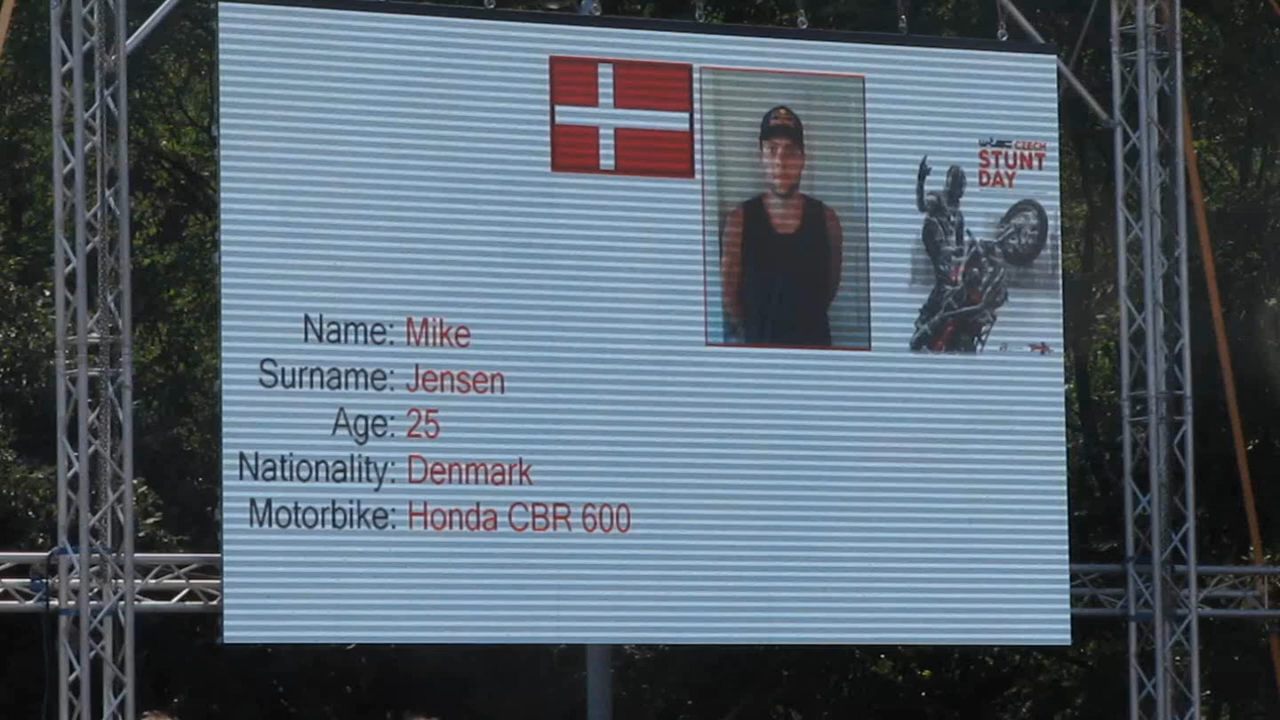 CZECH
STUNT
DAY
Name: Mike
Surname: Jensen
Age: 25
Nationality: Denmark
Motorbike: Honda CBR 600